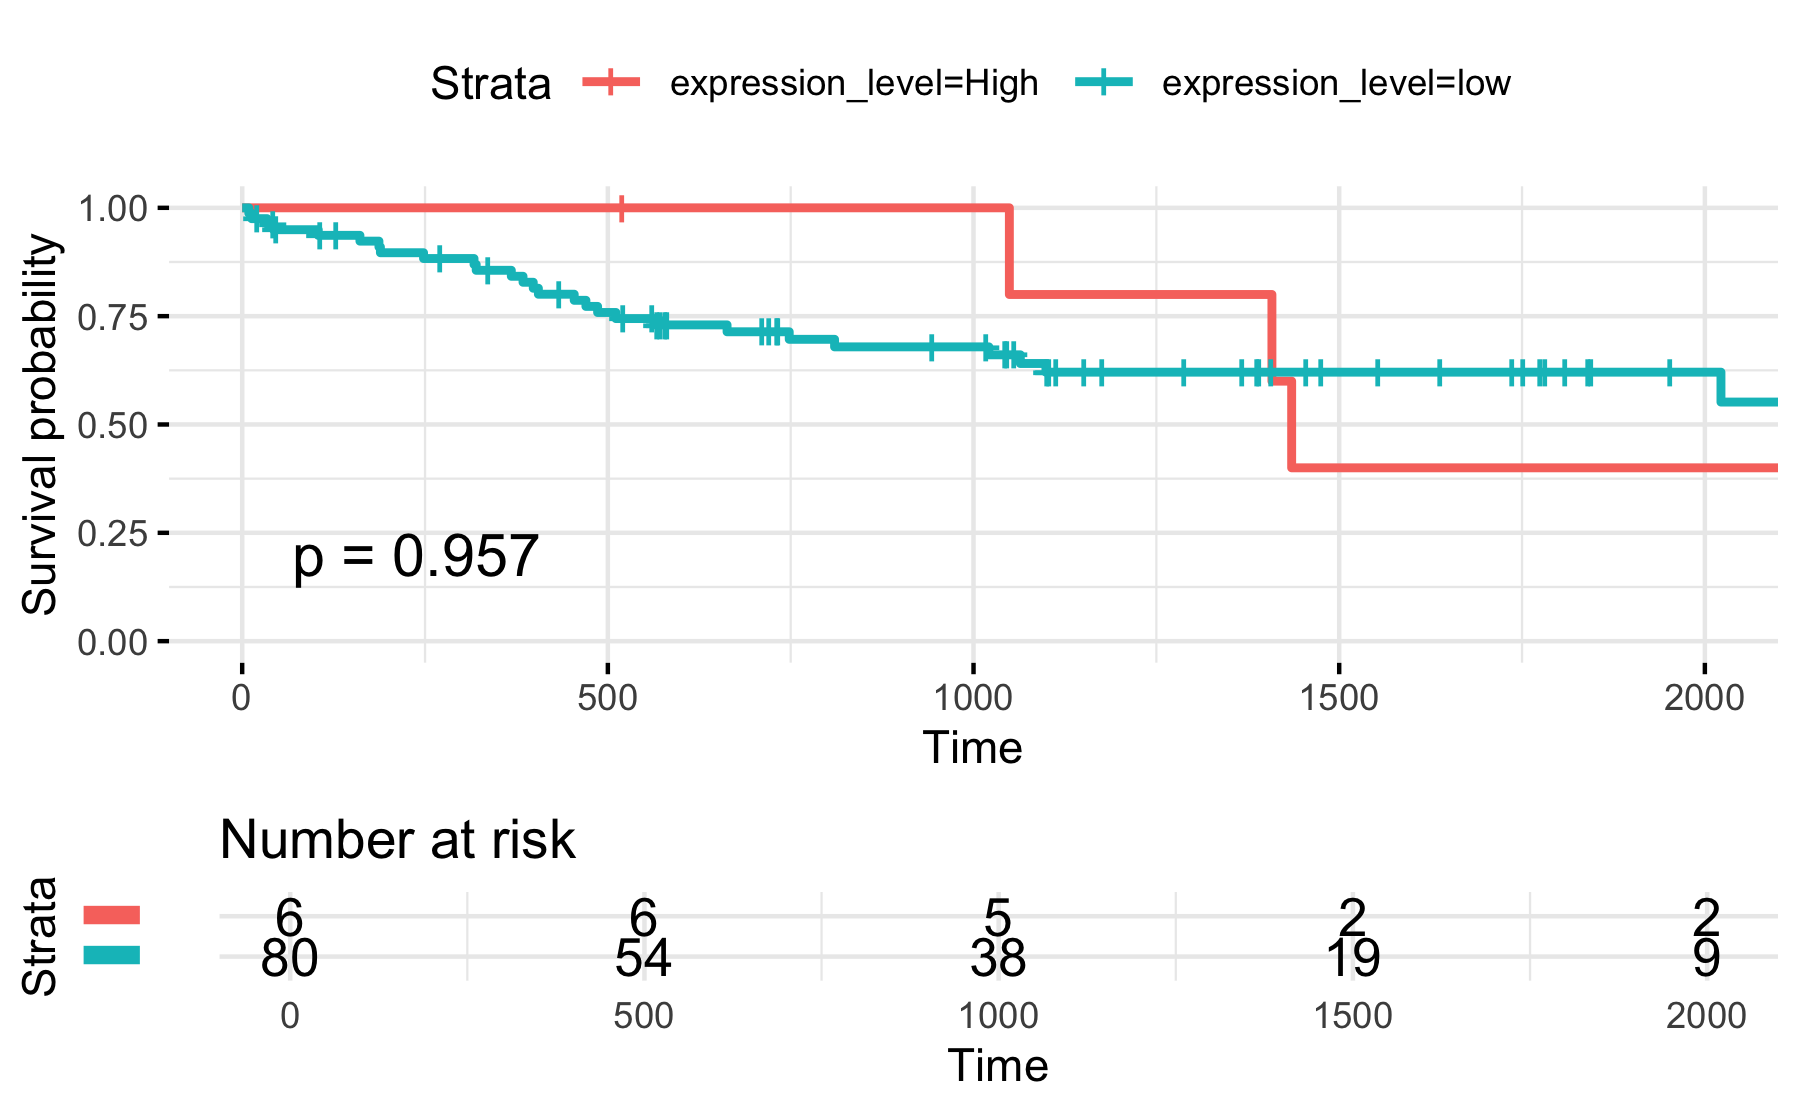 Strata expression_level=High expression_level=low
Survival probability
1.00
0.75
0.50
0.25
0.00
p = 0.957
0 500 1000 1500 2000
Time
Number at risk
Strata
6 6 5 2 2
80 54 38 19 9
0 500 1000 1500 2000
Time